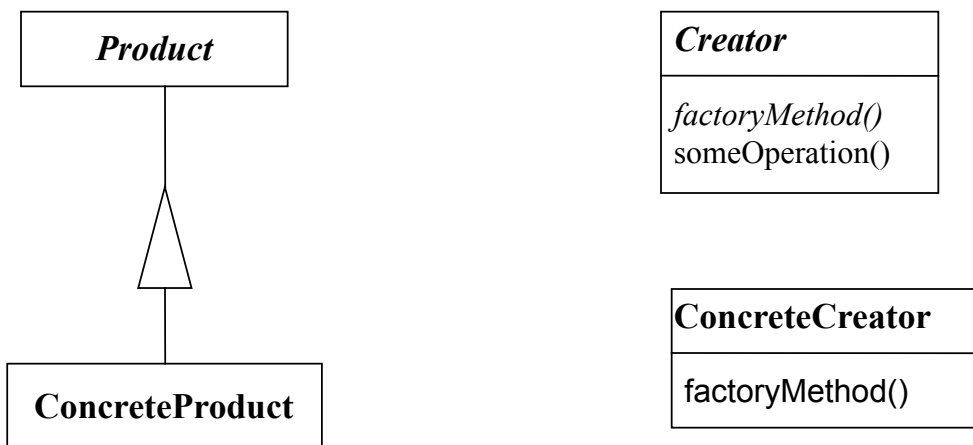 Product
Creator
factoryMethod()
someOperation()
ConcreteCreator
factoryMethod()
ConcreteProduct